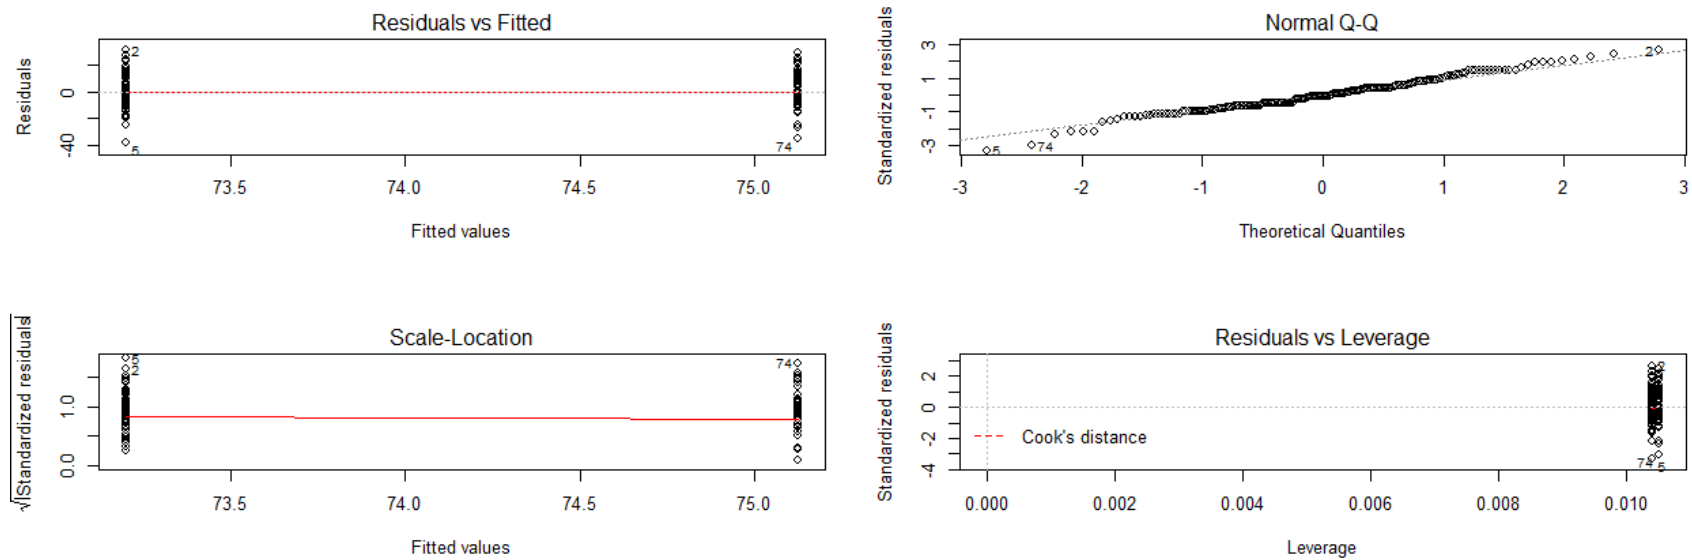 Residuals vs Fitted
Residuals
0
-40
2
5
74
73.5 74.0 74.5 75.0
Fitted values
Normal Q-Q
Standardized residuals
3
1
-1
-3
2
5
74
-3 -2 -1 0 1 2 3
Theoretical Quantiles
Scale-Location
√|Standardized residuals|
1.0
0.0
5
2
74
73.5 74.0 74.5 75.0
Fitted values
Residuals vs Leverage
Standardized residuals
2
0
-2
-4
2
Cook's distance
74
5
0.000 0.002 0.004 0.006 0.008 0.010
Leverage